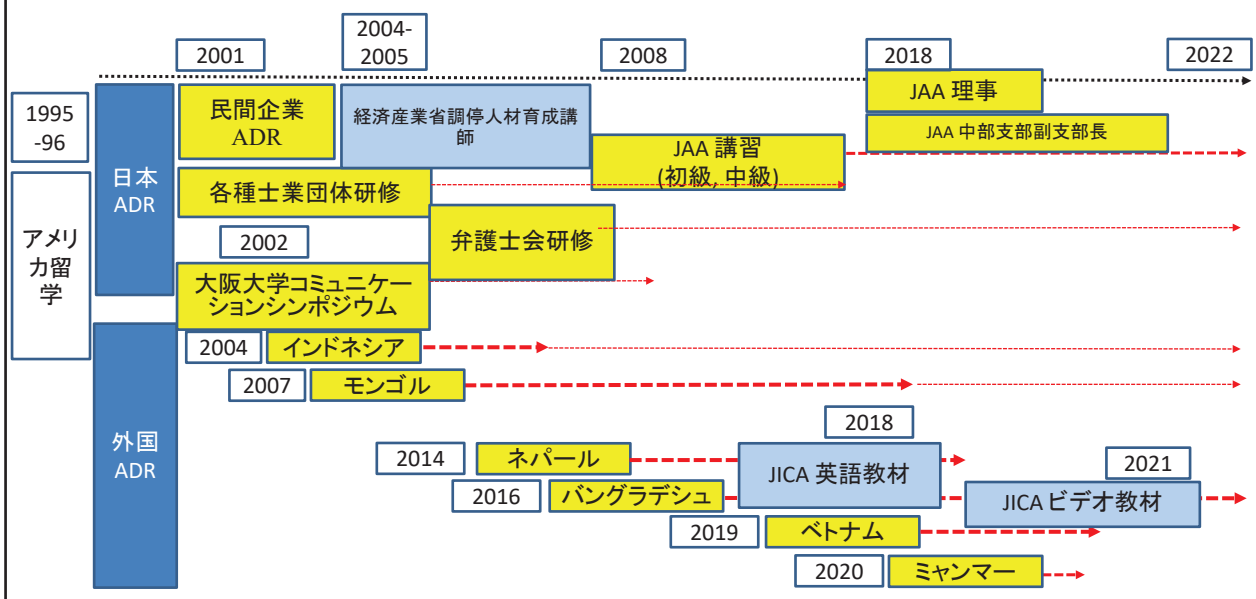 2004-
2005
2001
2008
2018
2022
1995
-96
アメリ
カ留
学
日本
ADR
民間企業
ADR
経済産業省調停人材育成講
師
JAA 理事
JAA 中部支部副支部長
JAA 講習
(初級, 中級)
各種士業団体研修
弁護士会研修
2002
大阪大学コミュニケー
ションシンポジウム
外国
ADR
2004
インドネシア
2007
モンゴル
2018
2014
ネパール
JICA 英語教材
2021
2016
バングラデシュ
JICA ビデオ教材
2019
ベトナム
2020
ミャンマー